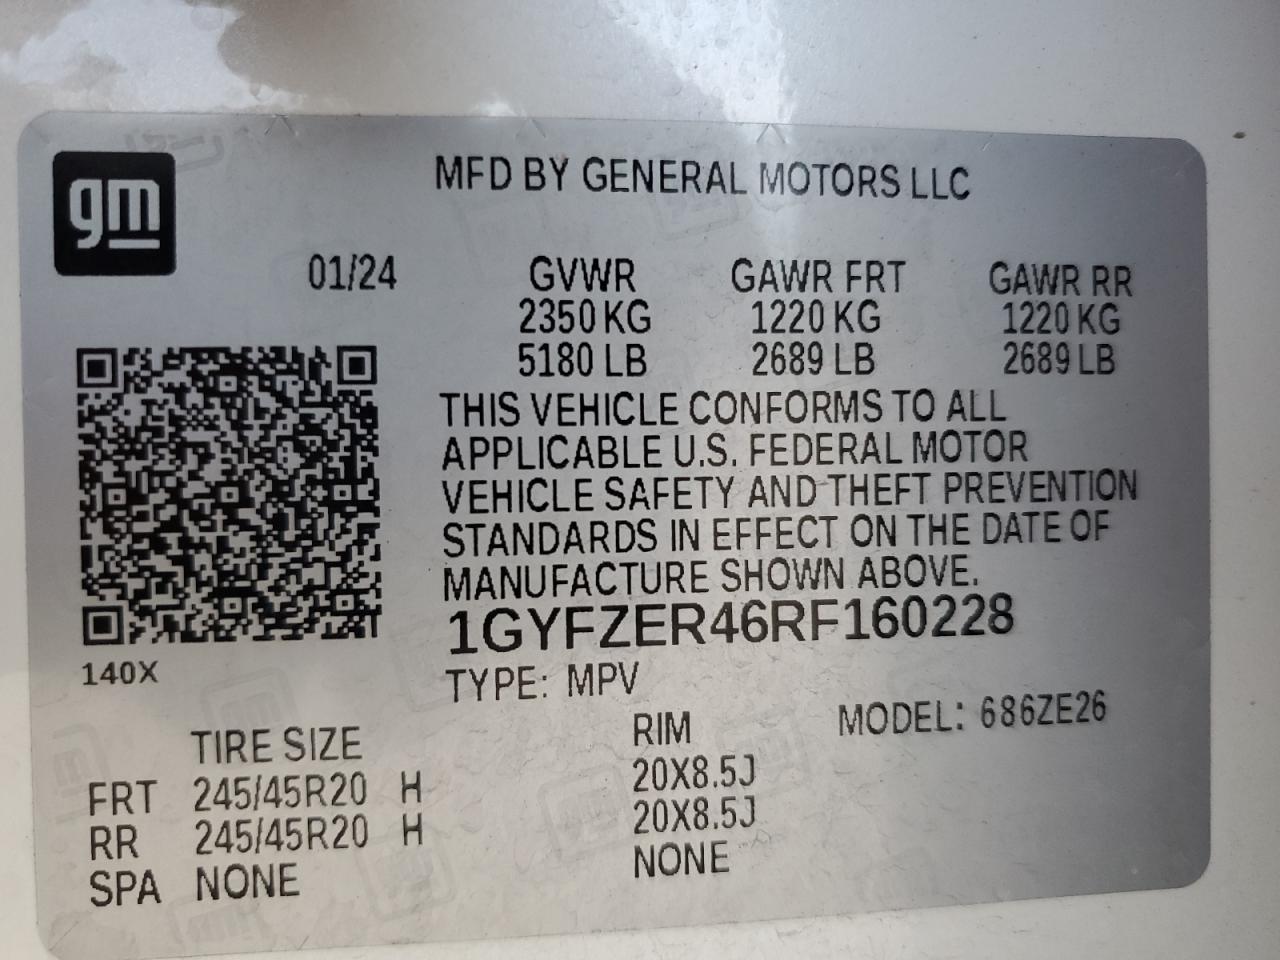 gm
MFD BY GENERAL MOTORS LLC
01/24 GVWR GAWR FRT GAWR RR
2350 KG 1220 KG 1220 KG
5180 LB 2689 LB 2689 LB
THIS VEHICLE CONFORMS TO ALL
APPLICABLE U.S. FEDERAL MOTOR
VEHICLE SAFETY AND THEFT PREVENTION
STANDARDS IN EFFECT ON THE DATE OF
MANUFACTURE SHOWN ABOVE.
1GYFZER46RF160228
140X
TYPE: MPV MODEL: 686ZE26
TIRE SIZE RIM
FRT 245/45R20 H 20X8.5J
RR 245/45R20 H 20X8.5J
SPA NONE NONE